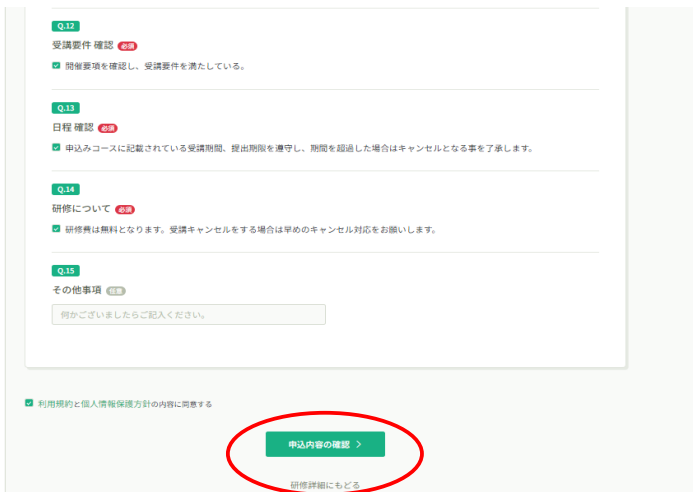 Q.12
受講要件 確認 必須
開催要項を確認し、受講要件を満たしている。
Q.13
日程 確認 必須
申込みコースに記載されている受講期間、提出期限を遵守し、期間を超過した場合はキャンセルとなる事を了承します。
Q.14
研修について 必須
研修費は無料となります。受講キャンセルをする場合は早めのキャンセル対応をお願いします。
Q.15
その他事項 任意
何かございましたらご記入ください。
利用規約と個人情報保護方針の内容に同意する
申込内容の確認 >
研修詳細にもどる